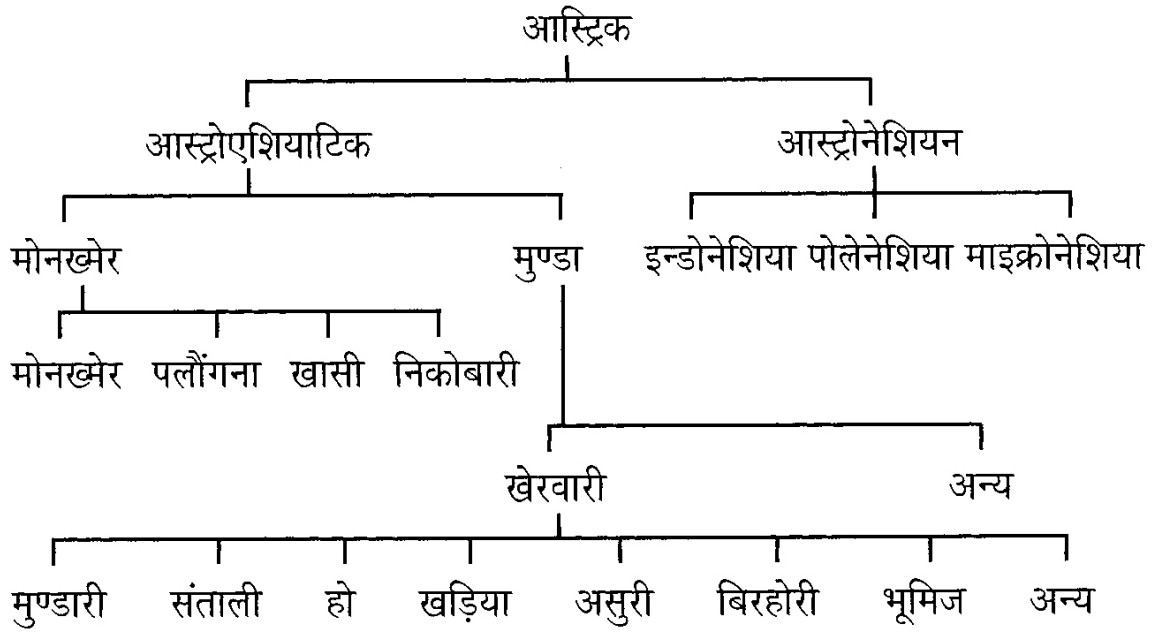 आस्ट्रिक
आस्ट्रोएशियाटिक आस्ट्रोनेशियन
मोनख्मेर मुण्डा इन्डोनेशिया पोलेनेशिया माइक्रोनेशिया
मोनख्मेर पलौंगना खासी निकोबारी
खेरवारी अन्य
मुण्डारी संताली हो खड़िया असुरी बिरहोरी भूमिज अन्य